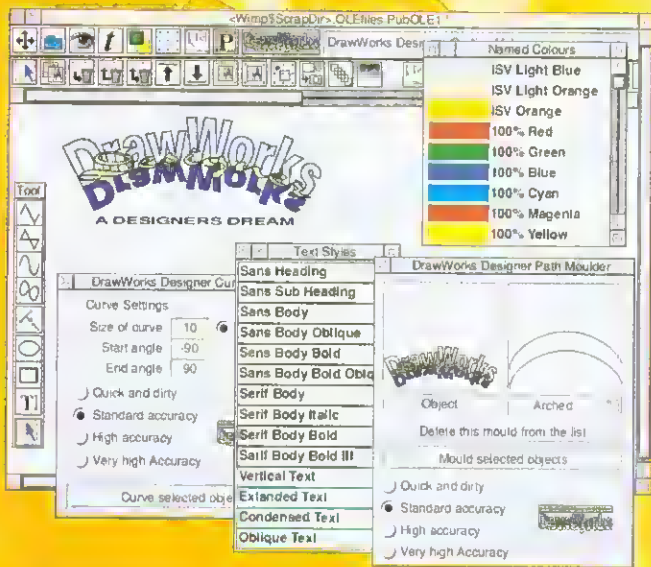 <Wimp$ScrapDir>.OLEfiles.PubOLE1
P
DrawWorks Desi
Named Colours
iSV Light Blue
iSV Light Orange
iSV Orange
100% Red
100% Green
100% Blue
100% Cyan
100% Magenta
100% Yellow
DrawWorks
DrawWorks
A DESIGNERS DREAM
Tool
T
DrawWorks Designer Cur
Curve Settings
Size of curve 10
Start angle -90
End angle 90
Quick and dirty
Standard accuracy
High accuracy
Very high Accuracy
Curve selected obje
Text Styles
Sans Heading
Sans Sub Heading
Sans Body
Sans Body Oblique
Sans Body Bold
Sans Body Bold Obliq
Serif Body
Serif Body Italic
Serif Body Bold
Serif Body Bold III
Vertical Text
Extanded Text
Condensed Text
Oblique Text
DrawWorks Designer Path Moulder
DrawWorks
DrawWorks
Object
Arched
Delete this mould from the list
Mould selected objects
Quick and dirty
Standard accuracy
High accuracy
Very high Accuracy